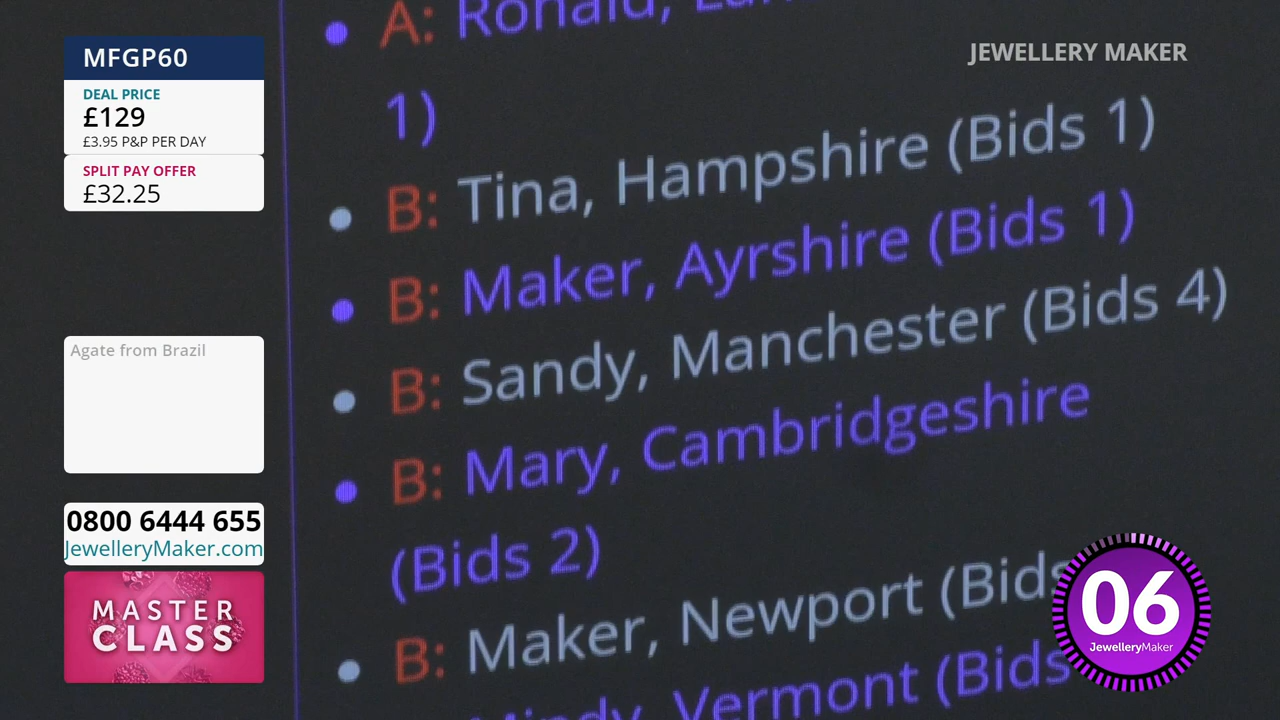 MFGP60
DEAL PRICE
£129
£3.95 P&P PER DAY
SPLIT PAY OFFER
£32.25
Agate from Brazil
0800 6444 655
JewelleryMaker.com
MASTER
CLASS
JEWELLERY MAKER
A: Ronald,
1)
B: Tina, Hampshire (Bids 1)
B: Maker, Ayrshire (Bids 1)
B: Sandy, Manchester (Bids 4)
B: Mary, Cambridgeshire
(Bids 2)
B: Maker, Newport (Bids
Mindy, Vermont (Bids
06
JewelleryMaker